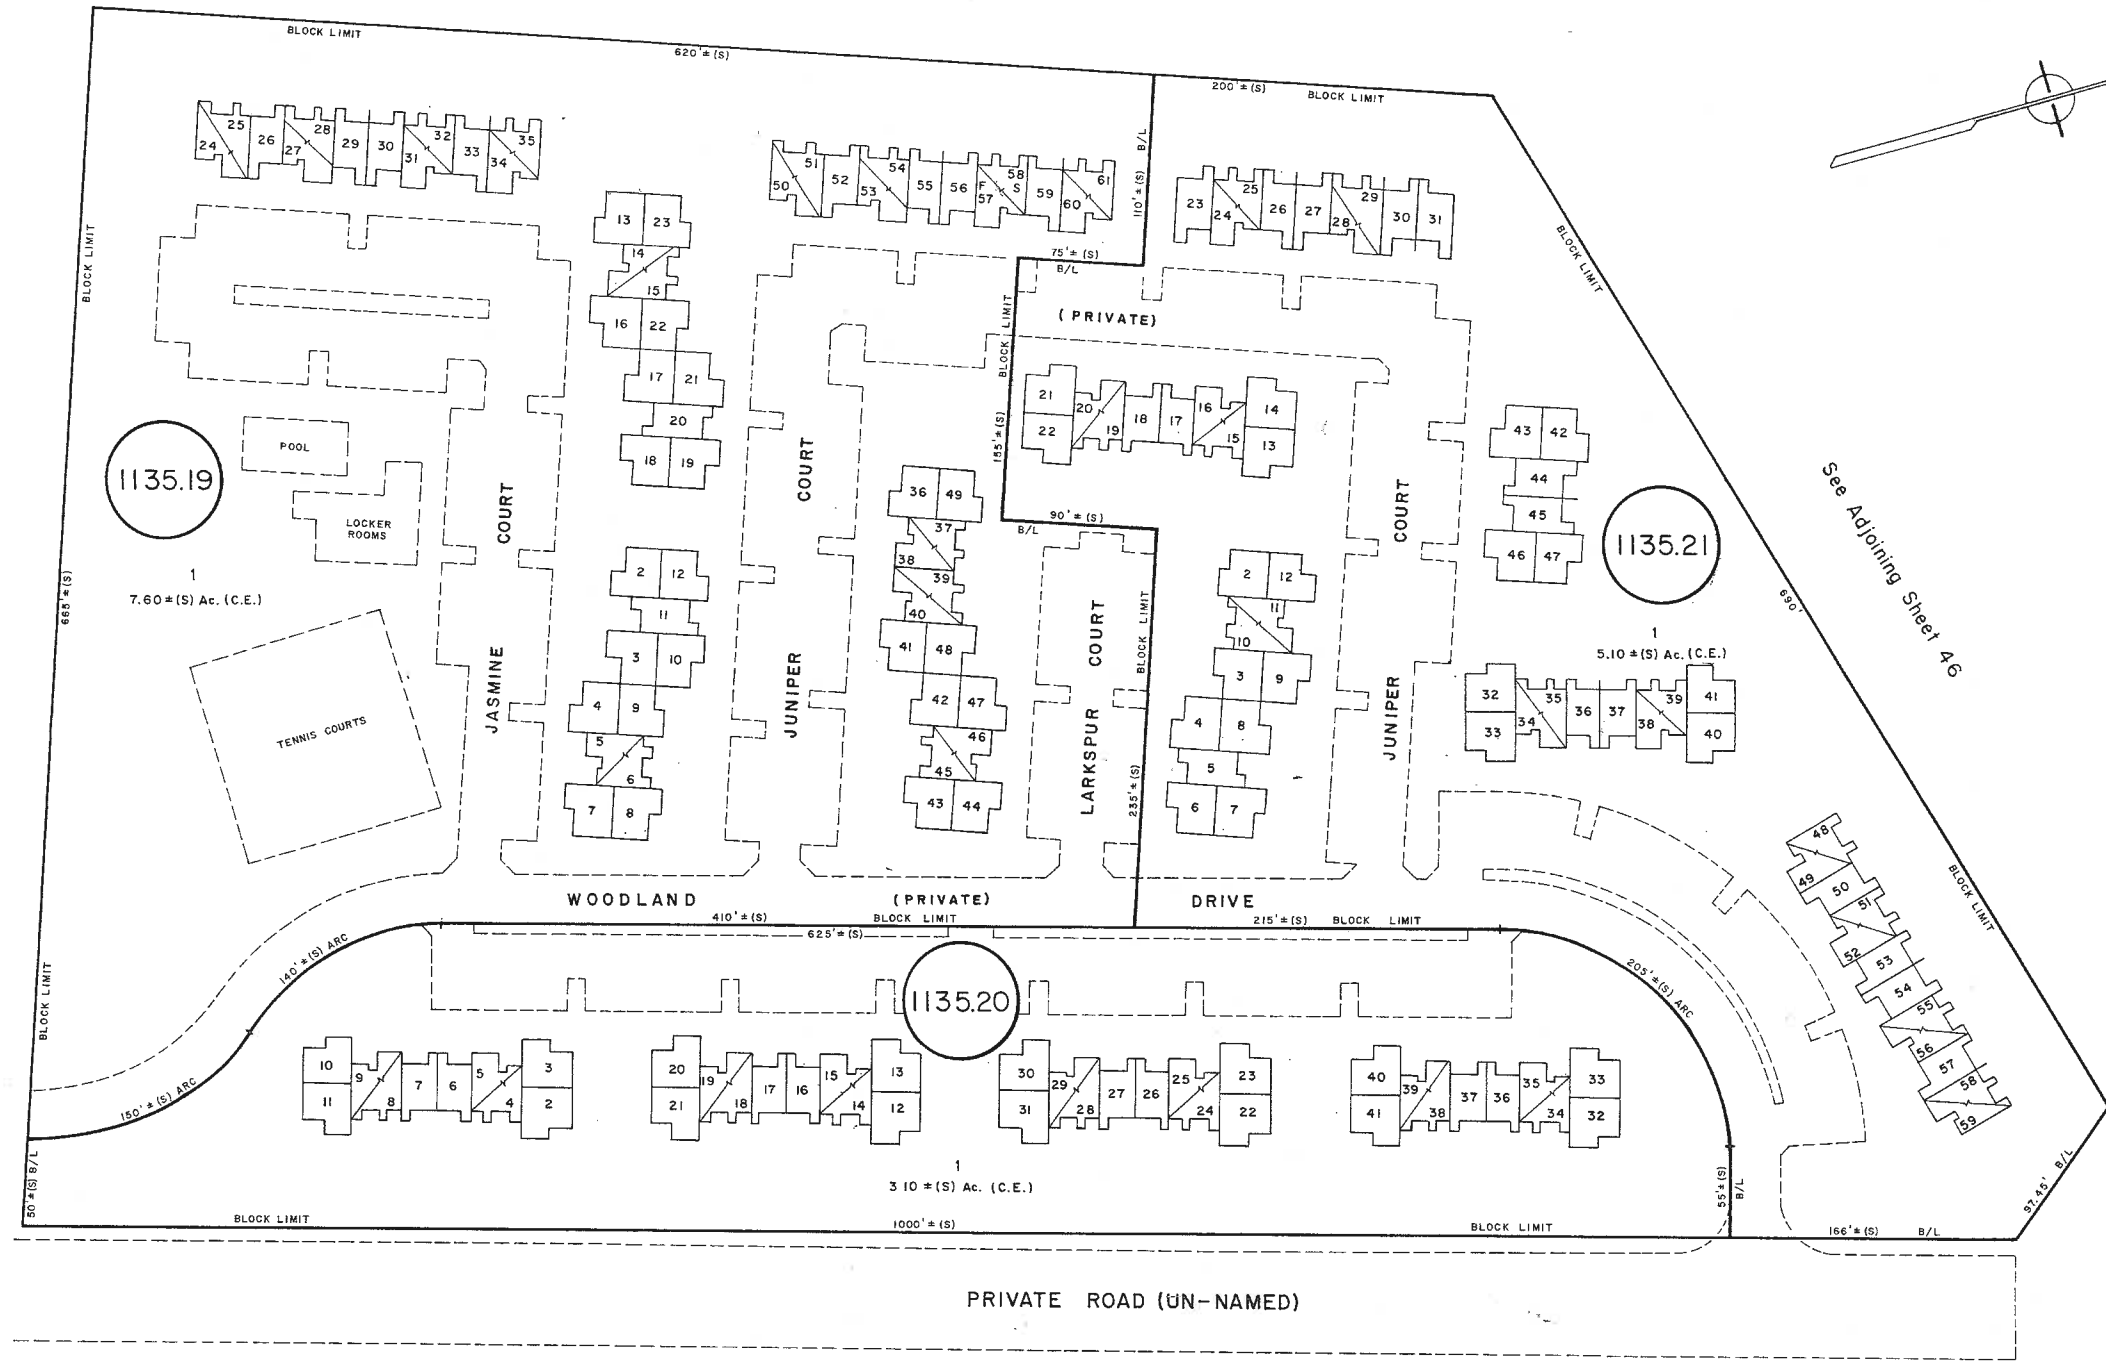 BLOCK LIMIT
620'±(S)
200'±(S)
BLOCK LIMIT
25 28 32 35
24 26 27 29 30 31 33 34
51 54 58 61
50 52 53 55 56 F 57 S 59 60
110'±(S) B/L
25 29
23 24 26 27 28 30 31
BLOCK LIMIT
BLOCK LIMIT
13 23
14
15
16 22
17 21
20
18 19
75'±(S)
B/L
(PRIVATE)
BLOCK LIMIT
155'±(S)
21 20 18 17 16 14
22 19 15 13
43 42
44
45
46 47
1135.19
POOL
LOCKER
ROOMS
1
7.60±(S) Ac. (C.E.)
665'±(S)
TENNIS COURTS
JASMINE COURT
JUNIPER COURT
36 49
37
38
39
40
41 48
42 47
46
45
43 44
90'±(S)
B/L
2 12
11
3 10
4 9
5
6
7 8
LARKSPUR COURT
BLOCK LIMIT
235'±(S)
2 12
11
10
3 9
4 8
5
6 7
JUNIPER COURT
1135.21
1
5.10±(S) Ac. (C.E.)
690'
See Adjoining Sheet 46
32 35 36 37 39 41
33 34 38 40
48
49
50
51
52
53
54
55
56
57
58
59
BLOCK LIMIT
WOODLAND (PRIVATE) DRIVE
410'±(S) BLOCK LIMIT 215'±(S) BLOCK LIMIT
625'±(S)
BLOCK LIMIT
140'±(S) ARC
150'±(S) ARC
205'±(S) ARC
1135.20
10 9 7 6 5 3
11 8 4 2
20 19 17 16 15 13
21 18 14 12
30 29 27 26 25 23
31 28 24 22
40 39 37 36 35 33
41 38 34 32
1
3 10±(S) Ac. (C.E.)
50'±(S) B/L
55'±(S)
B/L
97.45' B/L
BLOCK LIMIT
1000'±(S)
BLOCK LIMIT
166'±(S)
B/L
PRIVATE ROAD (UN-NAMED)